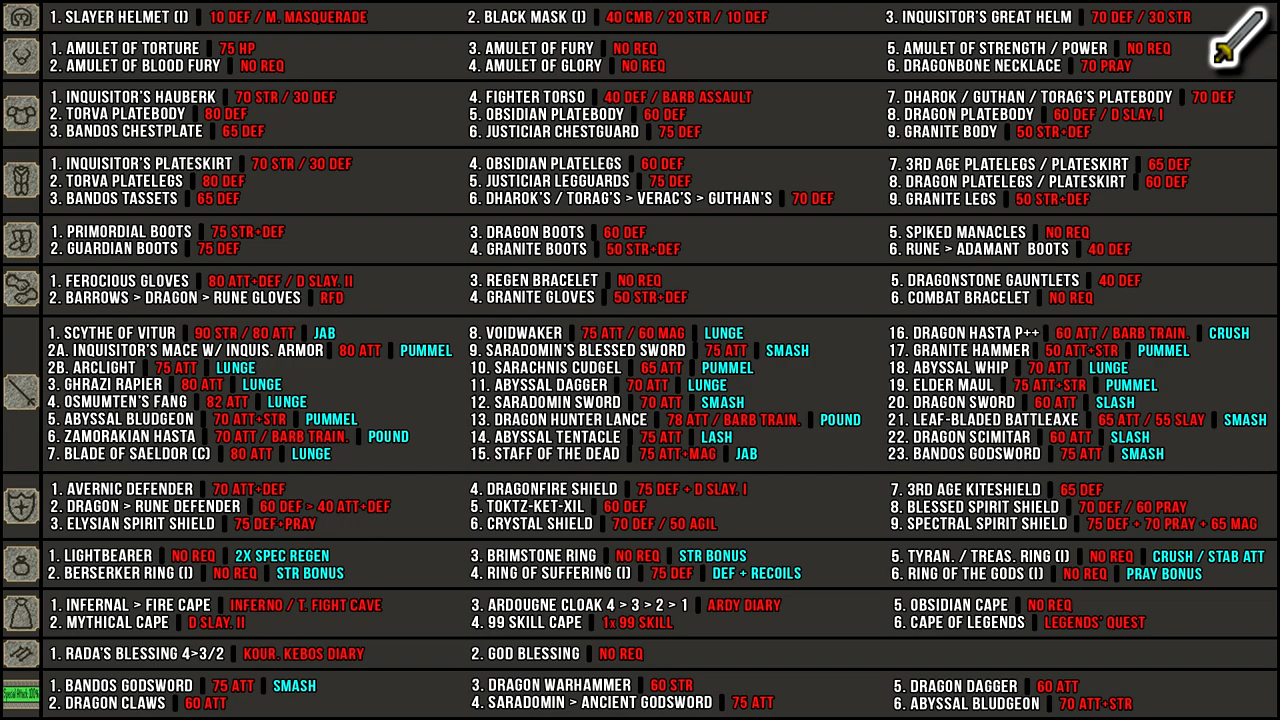 1. SLAYER HELMET (I) | 10 DEF / M. MASQUERADE 2. BLACK MASK (I) | 40 CMB / 20 STR / 10 DEF 3. INQUISITOR'S GREAT HELM | 70 DEF / 30 STR
1. AMULET OF TORTURE | 75 HP 3. AMULET OF FURY | NO REQ 5. AMULET OF STRENGTH / POWER | NO REQ
2. AMULET OF BLOOD FURY | NO REQ 4. AMULET OF GLORY | NO REQ 6. DRAGONBONE NECKLACE | 70 PRAY
1. INQUISITOR'S HAUBERK | 70 STR / 30 DEF 4. FIGHTER TORSO | 40 DEF / BARB ASSAULT 7. DHAROK / GUTHAN / TORAG'S PLATEBODY | 70 DEF
2. TORVA PLATEBODY | 80 DEF 5. OBSIDIAN PLATEBODY | 60 DEF 8. DRAGON PLATEBODY | 60 DEF / D SLAY. I
3. BANDOS CHESTPLATE | 65 DEF 6. JUSTICIAR CHESTGUARD | 75 DEF 9. GRANITE BODY | 50 STR+DEF
1. INQUISITOR'S PLATESKIRT | 70 STR / 30 DEF 4. OBSIDIAN PLATELEGS | 60 DEF 7. 3RD AGE PLATELEGS / PLATESKIRT | 65 DEF
2. TORVA PLATELEGS | 80 DEF 5. JUSTICIAR LEGGUARDS | 75 DEF 8. DRAGON PLATELEGS / PLATESKIRT | 60 DEF
3. BANDOS TASSETS | 65 DEF 6. DHAROK'S / TORAG'S > VERAC'S > GUTHAN'S | 70 DEF 9. GRANITE LEGS | 50 STR+DEF
1. PRIMORDIAL BOOTS | 75 STR+DEF 3. DRAGON BOOTS | 60 DEF 5. SPIKED MANACLES | NO REQ
2. GUARDIAN BOOTS | 75 DEF 4. GRANITE BOOTS | 50 STR+DEF 6. RUNE > ADAMANT BOOTS | 40 DEF
1. FEROCIOUS GLOVES | 80 ATT+DEF / D SLAY. II 3. REGEN BRACELET | NO REQ 5. DRAGONSTONE GAUNTLETS | 40 DEF
2. BARROWS > DRAGON > RUNE GLOVES | RFD 4. GRANITE GLOVES | 50 STR+DEF 6. COMBAT BRACELET | NO REQ
1. SCYTHE OF VITUR | 90 STR / 80 ATT | JAB 8. VOIDWAKER | 75 ATT / 60 MAG | LUNGE 16. DRAGON HASTA P++ | 60 ATT / BARB TRAIN. | CRUSH
2A. INQUISITOR'S MACE W/ INQUIS. ARMOR | 80 ATT | PUMMEL 9. SARADOMIN'S BLESSED SWORD | 75 ATT | SMASH 17. GRANITE HAMMER | 50 ATT+STR | PUMMEL
2B. ARCLIGHT | 75 ATT | LUNGE 10. SARACHNIS CUDGEL | 65 ATT | PUMMEL 18. ABYSSAL WHIP | 70 ATT | LUNGE
3. GHRAZI RAPIER | 80 ATT | LUNGE 11. ABYSSAL DAGGER | 70 ATT | LUNGE 19. ELDER MAUL | 75 ATT+STR | PUMMEL
4. OSMUMTEN'S FANG | 82 ATT | LUNGE 12. SARADOMIN SWORD | 70 ATT | SMASH 20. DRAGON SWORD | 60 ATT | SLASH
5. ABYSSAL BLUDGEON | 70 ATT+STR | PUMMEL 13. DRAGON HUNTER LANCE | 78 ATT / BARB TRAIN. | POUND 21. LEAF-BLADED BATTLEAXE | 65 ATT / 55 SLAY | SMASH
6. ZAMORAKIAN HASTA | 70 ATT / BARB TRAIN. | POUND 14. ABYSSAL TENTACLE | 75 ATT | LASH 22. DRAGON SCIMITAR | 60 ATT | SLASH
7. BLADE OF SAELDOR (C) | 80 ATT | LUNGE 15. STAFF OF THE DEAD | 75 ATT+MAG | JAB 23. BANDOS GODSWORD | 75 ATT | SMASH
1. AVERNIC DEFENDER | 70 ATT+DEF 4. DRAGONFIRE SHIELD | 75 DEF + D SLAY. I 7. 3RD AGE KITESHIELD | 65 DEF
2. DRAGON > RUNE DEFENDER | 60 DEF > 40 ATT+DEF 5. TOKTZ-KET-XIL | 60 DEF 8. BLESSED SPIRIT SHIELD | 70 DEF / 60 PRAY
3. ELYSIAN SPIRIT SHIELD | 75 DEF+PRAY 6. CRYSTAL SHIELD | 70 DEF / 50 AGIL 9. SPECTRAL SPIRIT SHIELD | 75 DEF + 70 PRAY + 65 MAG
1. LIGHTBEARER | NO REQ | 2X SPEC REGEN 3. BRIMSTONE RING | NO REQ | STR BONUS 5. TYRAN. / TREAS. RING (I) | NO REQ | CRUSH / STAB ATT
2. BERSERKER RING (I) | NO REQ | STR BONUS 4. RING OF SUFFERING (I) | 75 DEF | DEF + RECOILS 6. RING OF THE GODS (I) | NO REQ | PRAY BONUS
1. INFERNAL > FIRE CAPE | INFERNO / T. FIGHT CAVE 3. ARDOUGNE CLOAK 4 > 3 > 2 > 1 | ARDY DIARY 5. OBSIDIAN CAPE | NO REQ
2. MYTHICAL CAPE | D SLAY. II 4. 99 SKILL CAPE | 1x 99 SKILL 6. CAPE OF LEGENDS | LEGENDS' QUEST
1. RADA'S BLESSING 4>3/2 | KOUR. KEBOS DIARY 2. GOD BLESSING | NO REQ
Special Attack: 100%
1. BANDOS GODSWORD | 75 ATT | SMASH 3. DRAGON WARHAMMER | 60 STR 5. DRAGON DAGGER | 60 ATT
2. DRAGON CLAWS | 60 ATT 4. SARADOMIN > ANCIENT GODSWORD | 75 ATT 6. ABYSSAL BLUDGEON | 70 ATT+STR